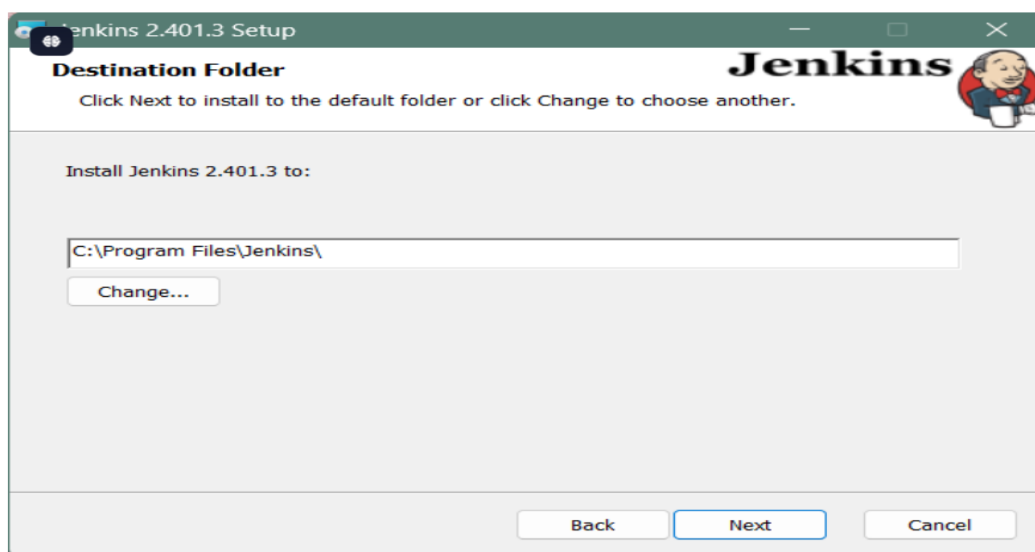 Jenkins 2.401.3 Setup
Destination Folder
Jenkins
Click Next to install to the default folder or click Change to choose another.
Install Jenkins 2.401.3 to:
C:\Program Files\Jenkins\
Change...
Back
Next
Cancel